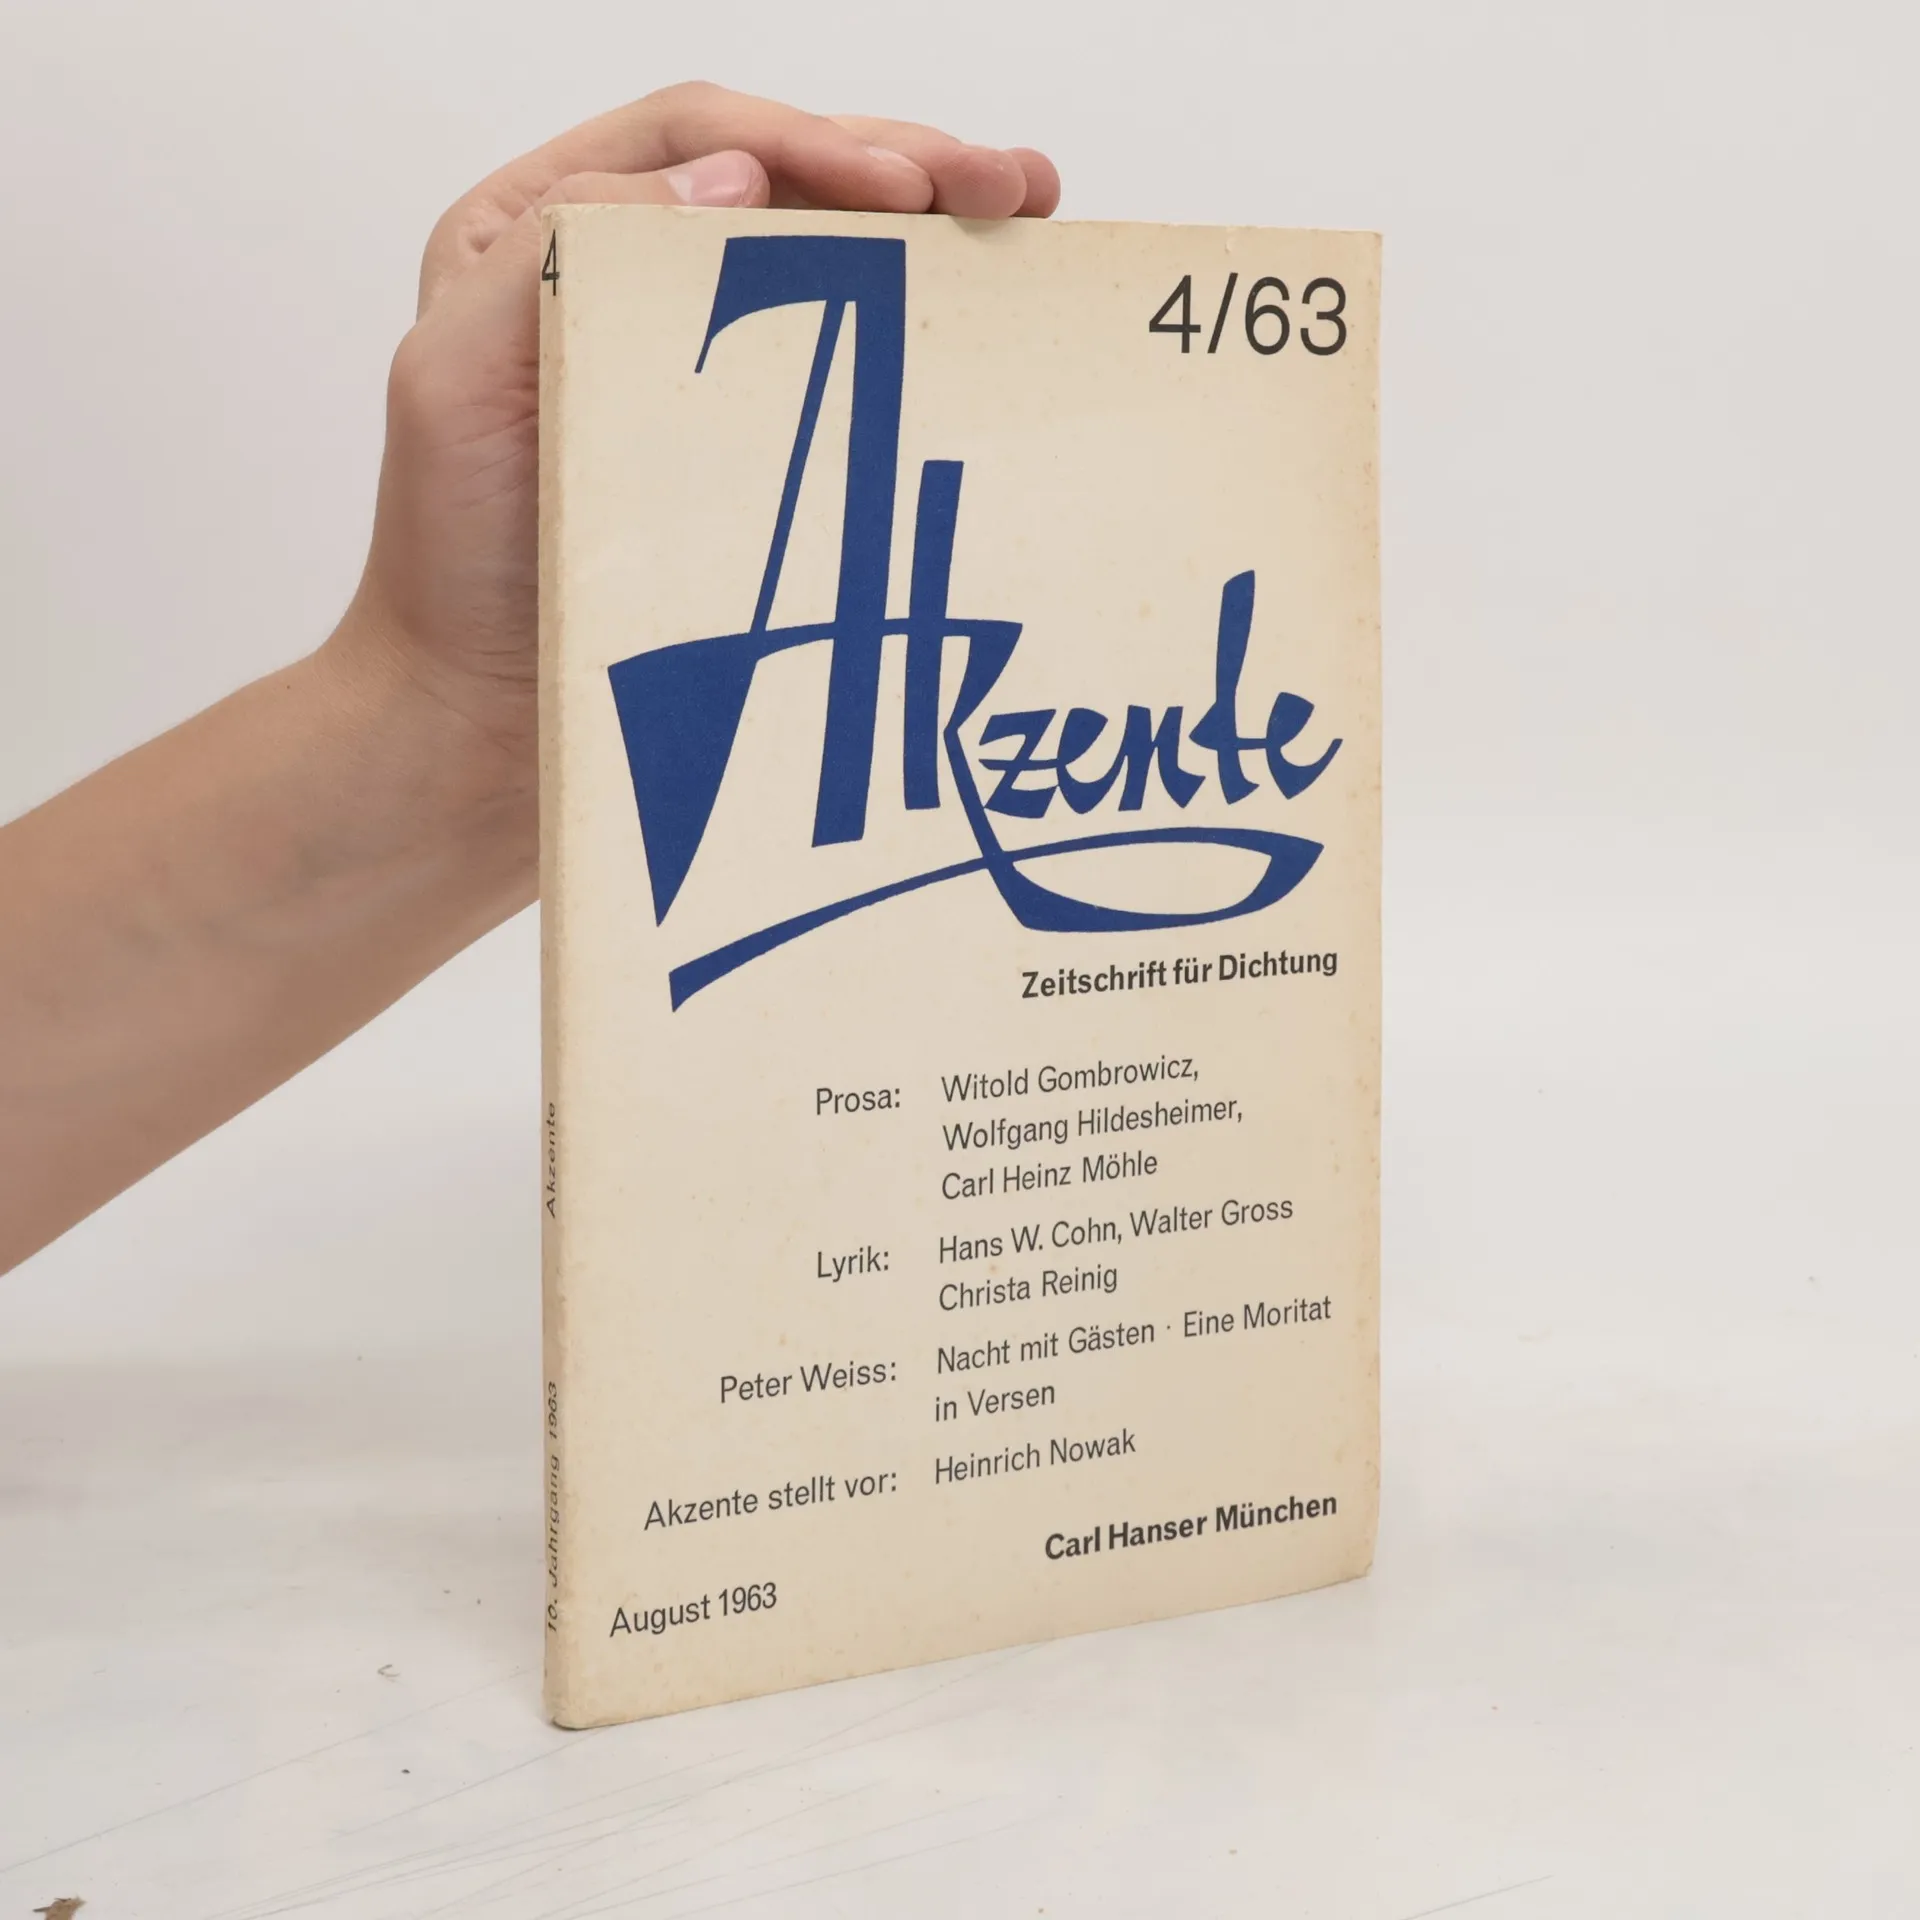 4
4/63
Akzente
Zeitschrift für Dichtung
Prosa: Witold Gombrowicz,
Wolfgang Hildesheimer,
Carl Heinz Möhle
Lyrik: Hans W. Cohn, Walter Gross
Christa Reinig
Peter Weiss: Nacht mit Gästen · Eine Moritat
in Versen
Akzente stellt vor: Heinrich Nowak
Carl Hanser München
August 1963
10. Jahrgang 1963 Akzente